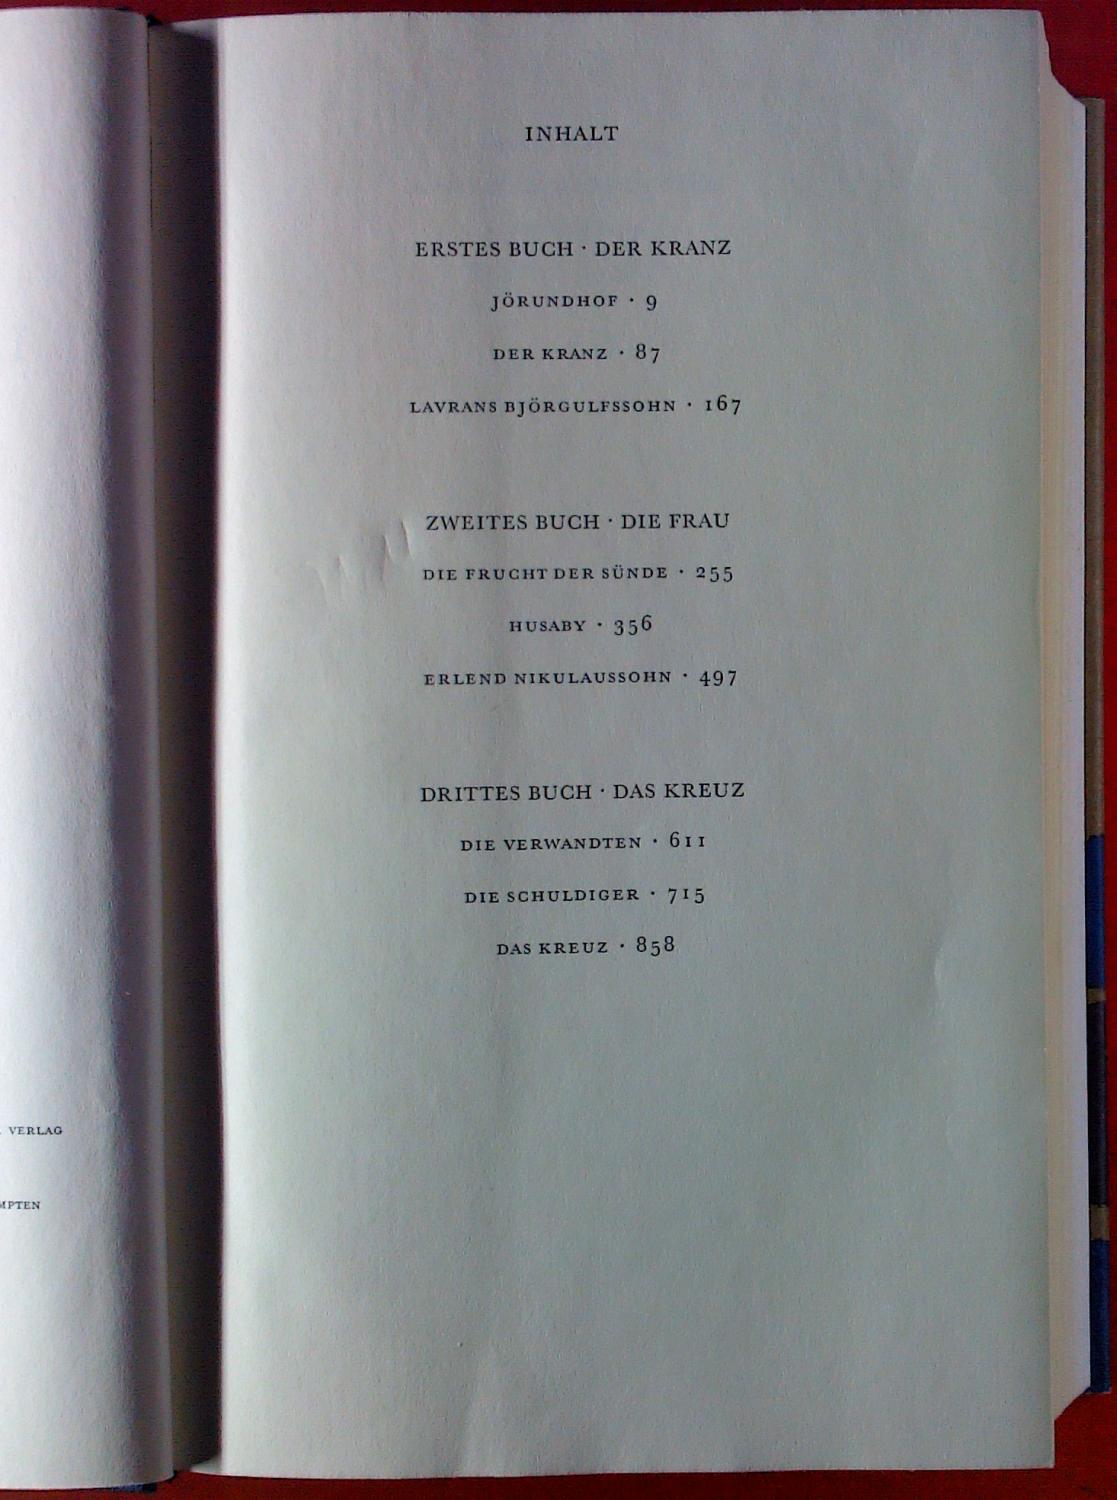 VERLAG
MPTEN
INHALT
ERSTES BUCH · DER KRANZ
JÖRUNDHOF · 9
DER KRANZ · 87
LAVRANS BJÖRGULFSSOHN · 167
ZWEITES BUCH · DIE FRAU
DIE FRUCHT DER SÜNDE · 255
HUSABY · 356
ERLEND NIKULAUSSOHN · 497
DRITTES BUCH · DAS KREUZ
DIE VERWANDTEN · 611
DIE SCHULDIGER · 715
DAS KREUZ · 858